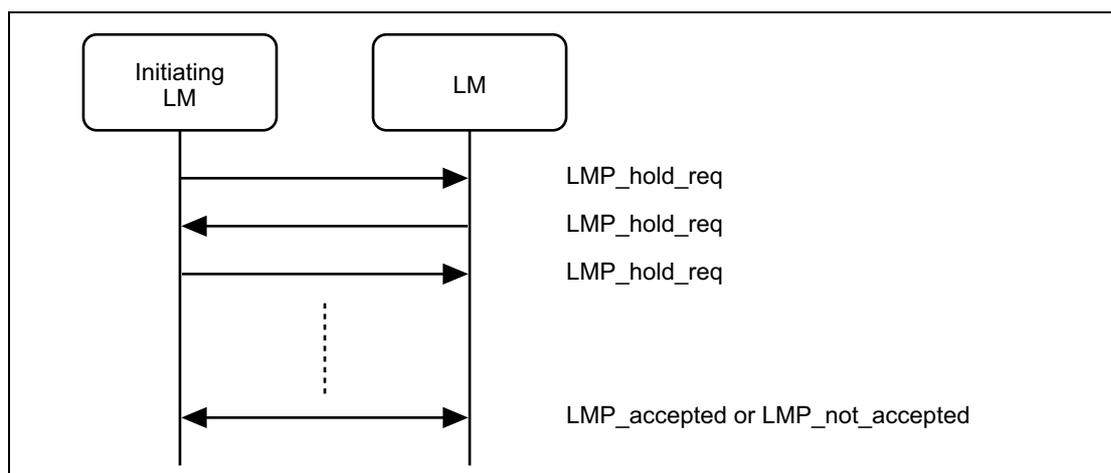 Initiating
LM
LM
LMP_hold_req
LMP_hold_req
LMP_hold_req
LMP_accepted or LMP_not_accepted